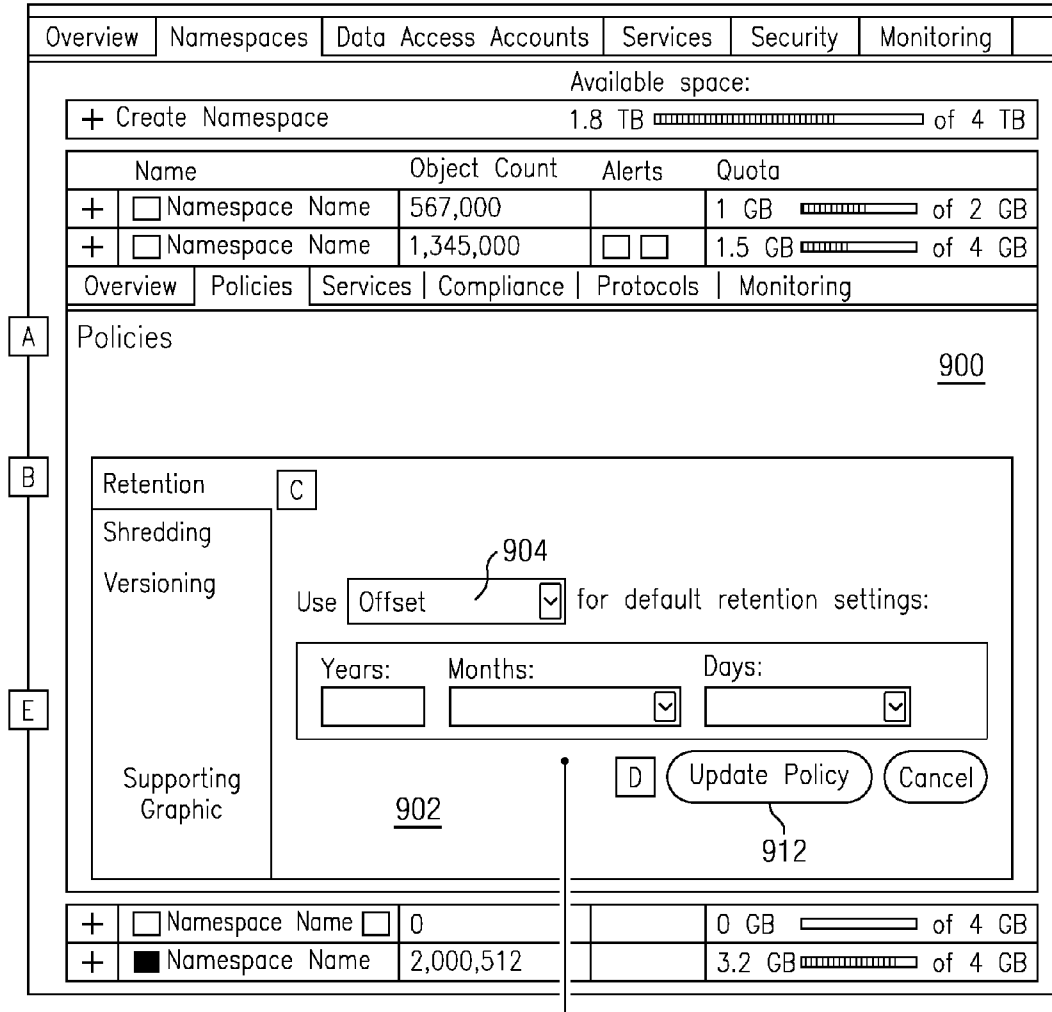 Overview Namespaces Data Access Accounts Services Security Monitoring
Available space:
+ Create Namespace 1.8 TB of 4 TB
Name Object Count Alerts Quota
+ Namespace Name 567,000 1 GB of 2 GB
+ Namespace Name 1,345,000 1.5 GB of 4 GB
Overview Policies Services | Compliance | Protocols | Monitoring
A Policies
900
B Retention C
Shredding
904
Versioning
Use Offset for default retention settings:
Years: Months: Days:
E
Supporting Graphic
D Update Policy Cancel
902
912
+ Namespace Name 0 0 GB of 4 GB
+ Namespace Name 2,000,512 3.2 GB of 4 GB